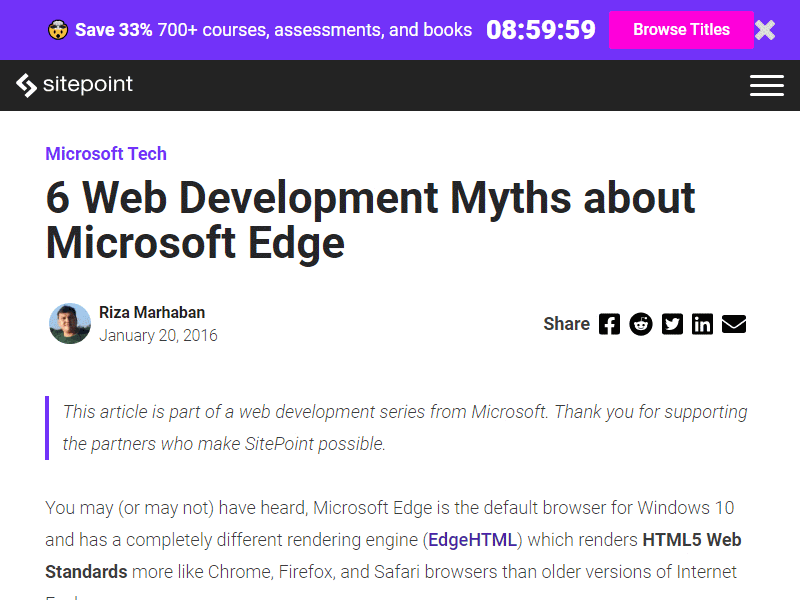 Save 33% 700+ courses, assessments, and books 08:59:59 Browse Titles
sitepoint
Microsoft Tech
6 Web Development Myths about
Microsoft Edge
Riza Marhaban
January 20, 2016
Share
This article is part of a web development series from Microsoft. Thank you for supporting
the partners who make SitePoint possible.
You may (or may not) have heard, Microsoft Edge is the default browser for Windows 10
and has a completely different rendering engine (EdgeHTML) which renders HTML5 Web
Standards more like Chrome, Firefox, and Safari browsers than older versions of Internet